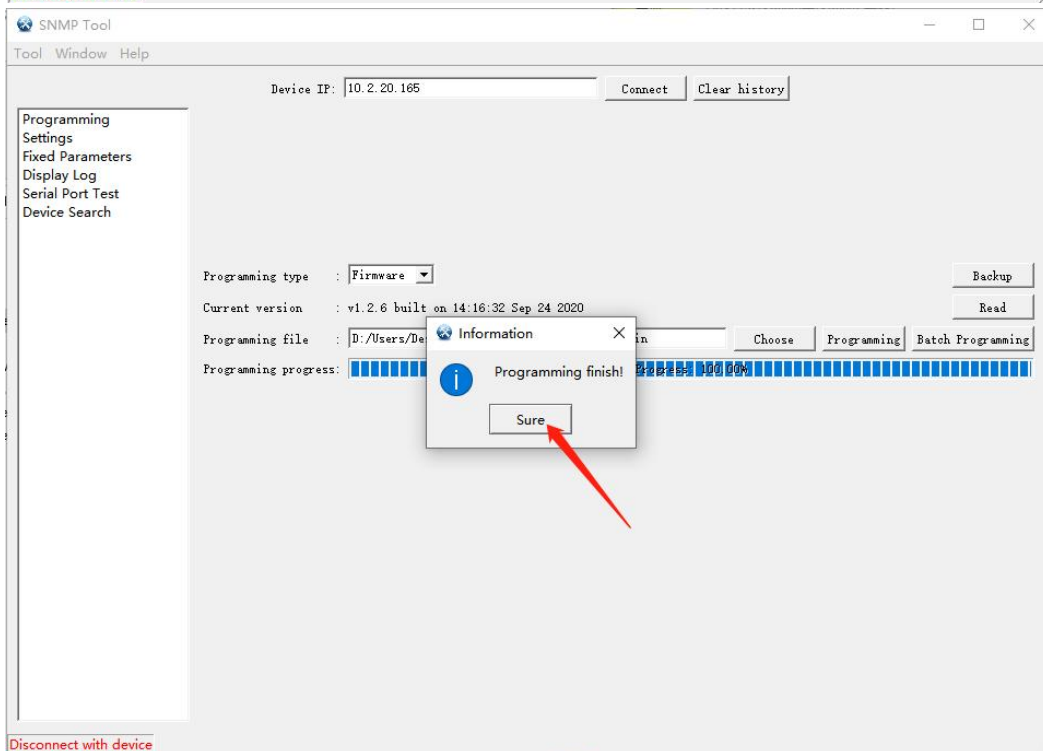 SNMP Tool
Tool Window Help
Device IP: 10.2.20.165 Connect Clear history
Programming
Settings
Fixed Parameters
Display Log
Serial Port Test
Device Search
Programming type : Firmware Backup
Current version : v1.2.6 built on 14:16:32 Sep 24 2020 Read
Programming file : D:/Users/De in Choose Programming Batch Programming
Programming progress: Progress 100.00%
Information
Programming finish!
Sure
Disconnect with device